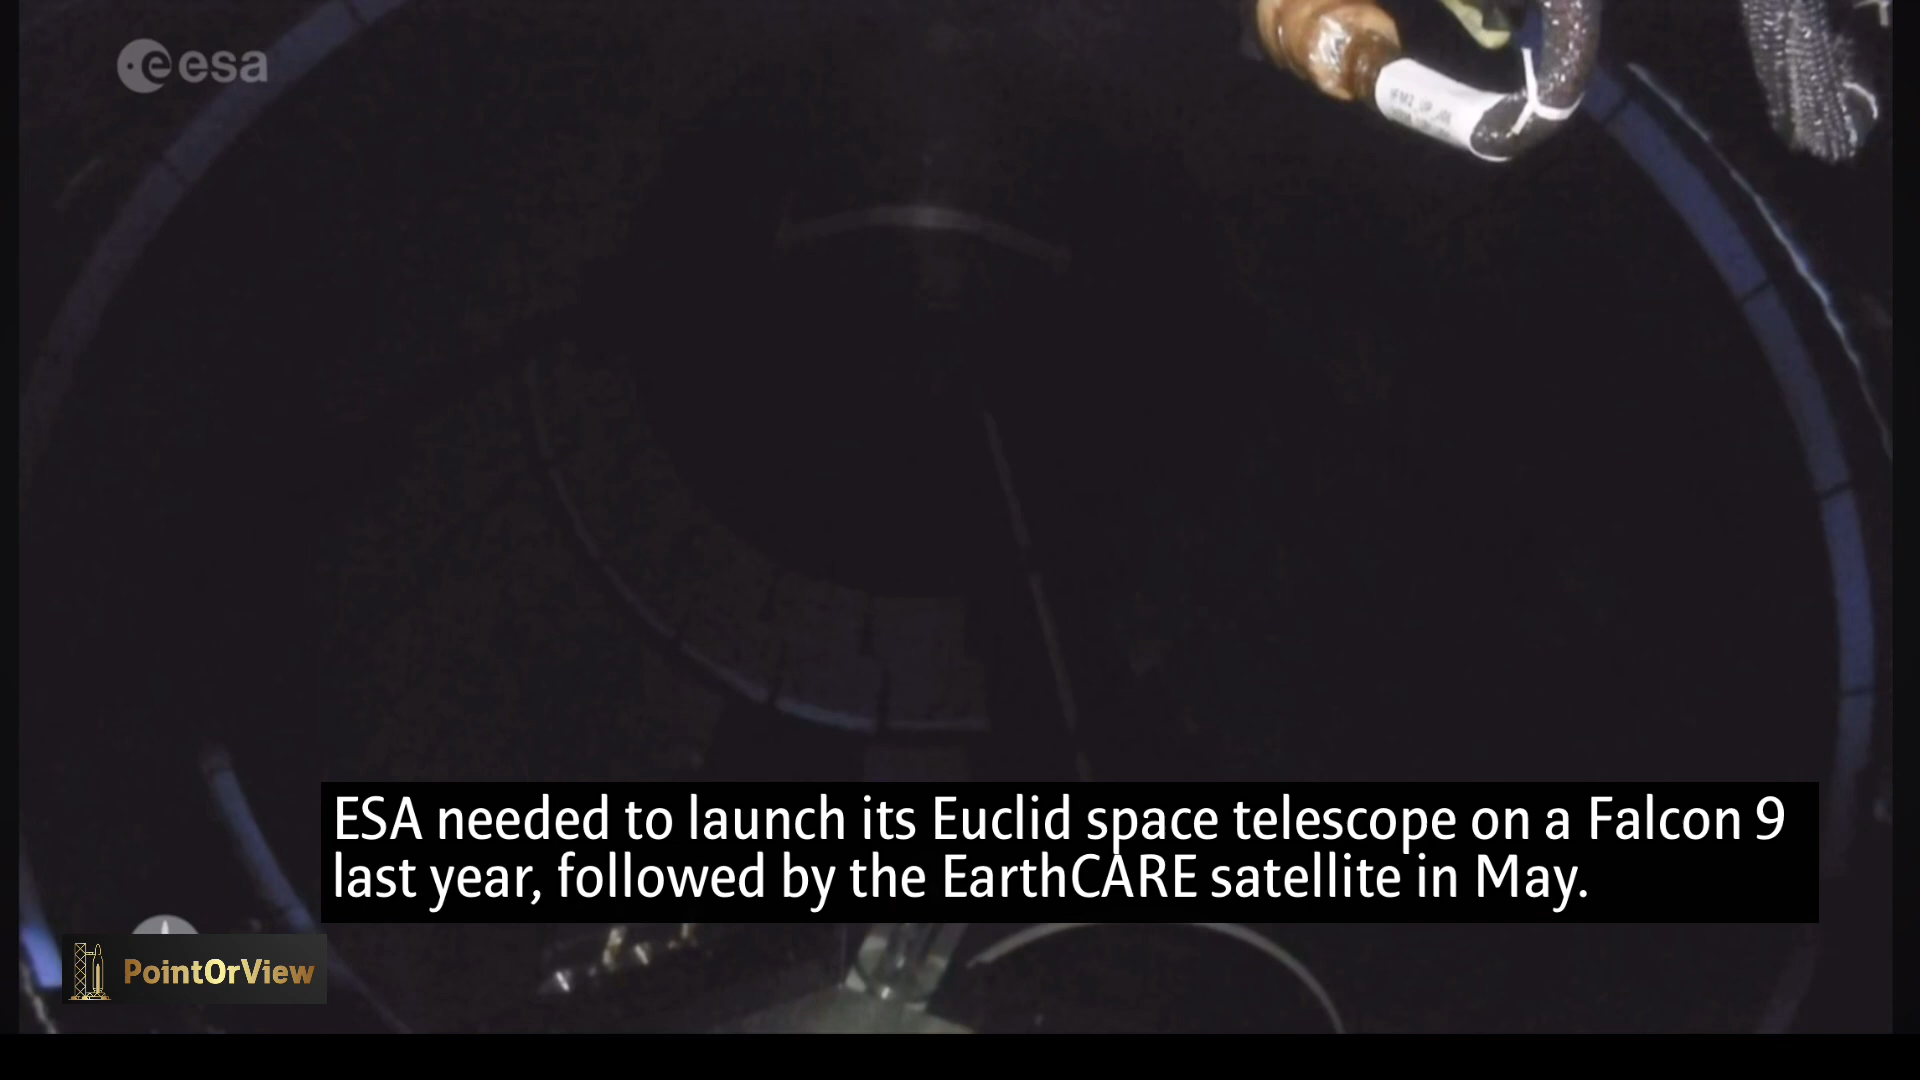 esa
ESA needed to launch its Euclid space telescope on a Falcon 9
last year, followed by the EarthCARE satellite in May.
PointOrView